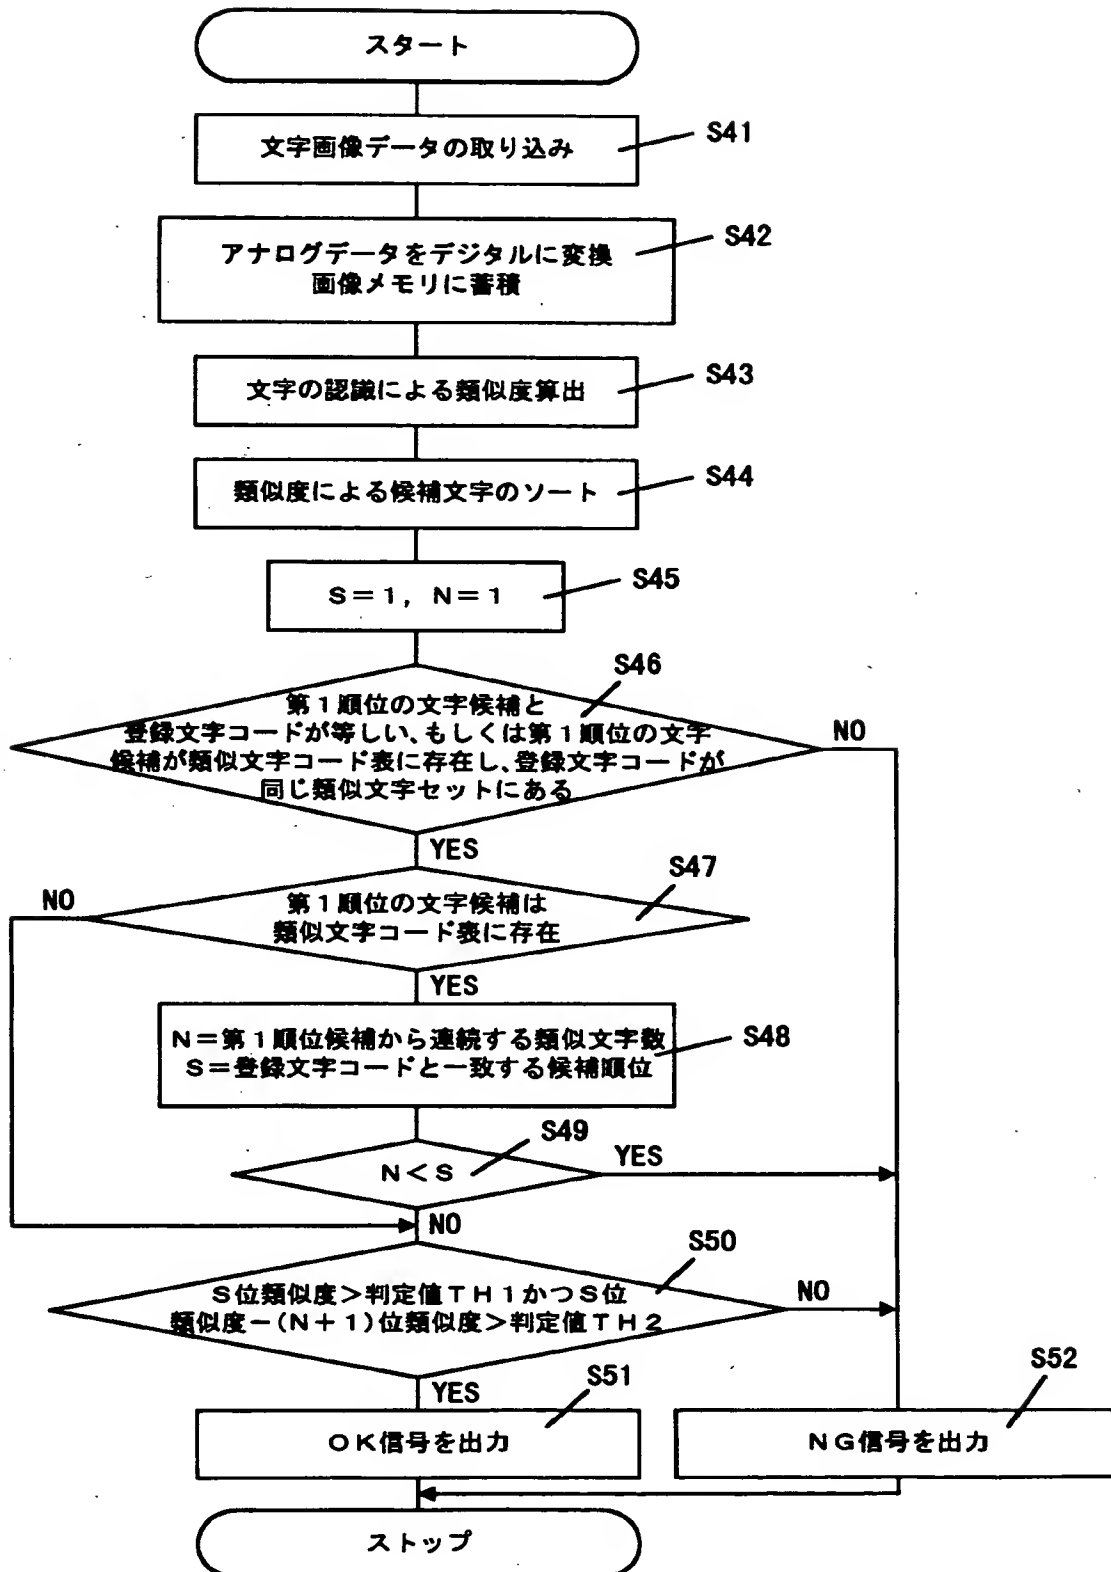 スタート
文字画像データの取り込み
S41
アナログデータをデジタルに変換
画像メモリに蓄積
S42
文字の認識による類似度算出
S43
類似度による候補文字のソート
S44
S=1, N=1
S45
S46
第1順位の文字候補と
登録文字コードが等しい、もしくは第1順位の文字
候補が類似文字コード表に存在し、登録文字コードが
同じ類似文字セットにある
NO
YES
S47
NO
第1順位の文字候補は
類似文字コード表に存在
YES
N=第1順位候補から連続する類似文字数
S=登録文字コードと一致する候補順位
S48
S49
N<S
YES
NO
S50
S位類似度>判定値TH1かつS位
類似度-(N+1)位類似度>判定値TH2
NO
YES
S51
S52
OK信号を出力
NG信号を出力
ストップ